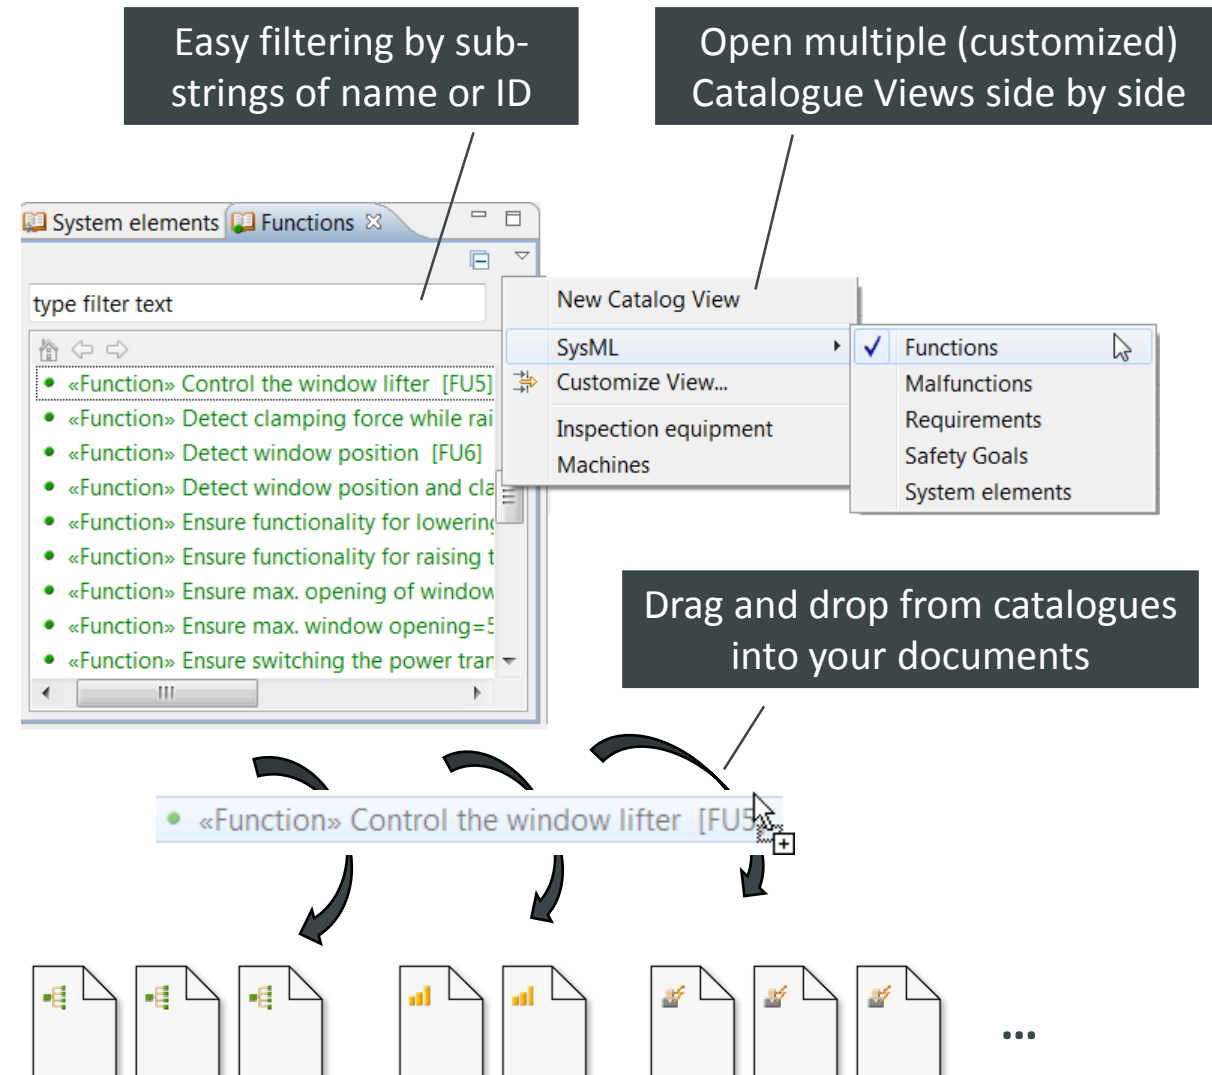 Easy filtering by sub-
strings of name or ID
Open multiple (customized)
Catalogue Views side by side
System elements
Functions
type filter text
«Function» Control the window lifter [FU5]
«Function» Detect clamping force while rai
«Function» Detect window position [FU6]
«Function» Detect window position and cla
«Function» Ensure functionality for lowering
«Function» Ensure functionality for raising t
«Function» Ensure max. opening of window
«Function» Ensure max. window opening=5
«Function» Ensure switching the power tran
New Catalog View
SysML
Customize View...
Inspection equipment
Machines
Functions
Malfunctions
Requirements
Safety Goals
System elements
Drag and drop from catalogues
into your documents
«Function» Control the window lifter [FU5
...